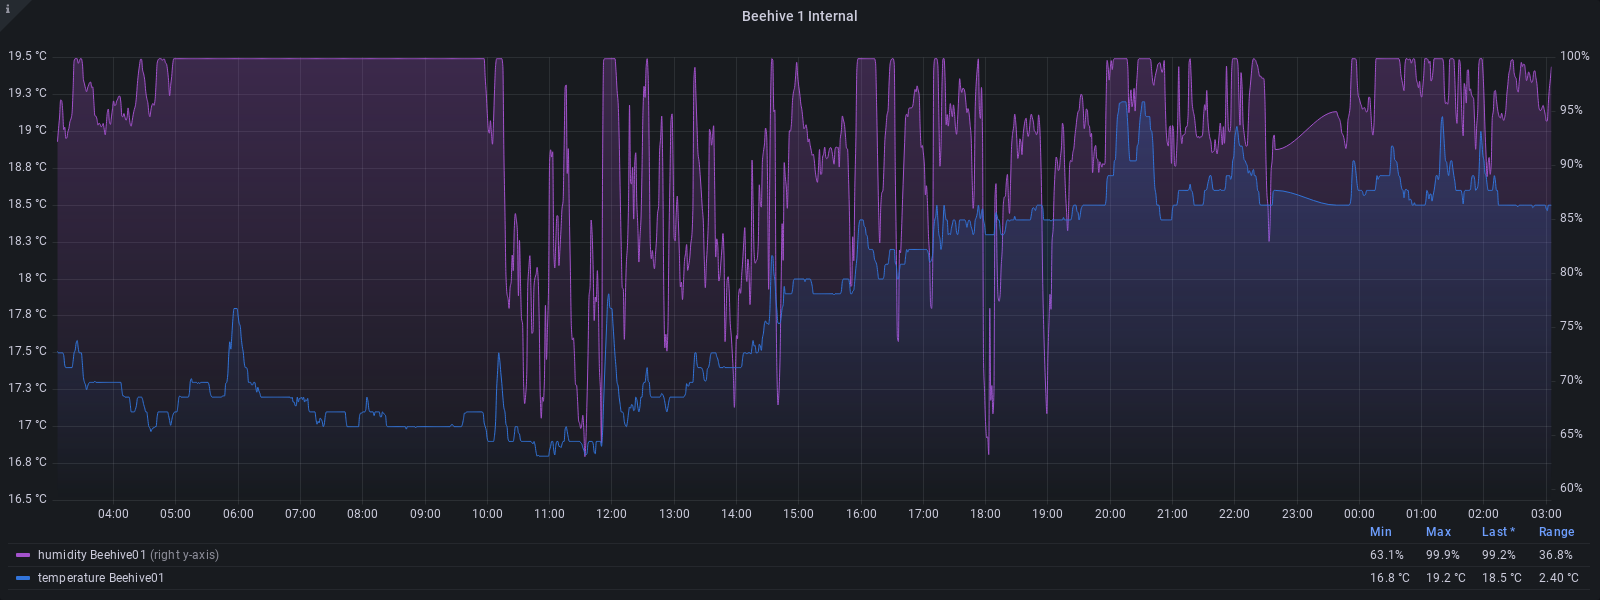 i
Beehive 1 Internal
19.5 °C 100%
19.3 °C 95%
19 °C
18.8 °C 90%
18.5 °C 85%
18.3 °C
18 °C 80%
17.8 °C 75%
17.5 °C
17.3 °C 70%
17 °C 65%
16.8 °C
16.5 °C 60%
04:00 05:00 06:00 07:00 08:00 09:00 10:00 11:00 12:00 13:00 14:00 15:00 16:00 17:00 18:00 19:00 20:00 21:00 22:00 23:00 00:00 01:00 02:00 03:00
Min Max Last * Range
humidity Beehive01 (right y-axis) 63.1% 99.9% 99.2% 36.8%
temperature Beehive01 16.8 °C 19.2 °C 18.5 °C 2.40 °C